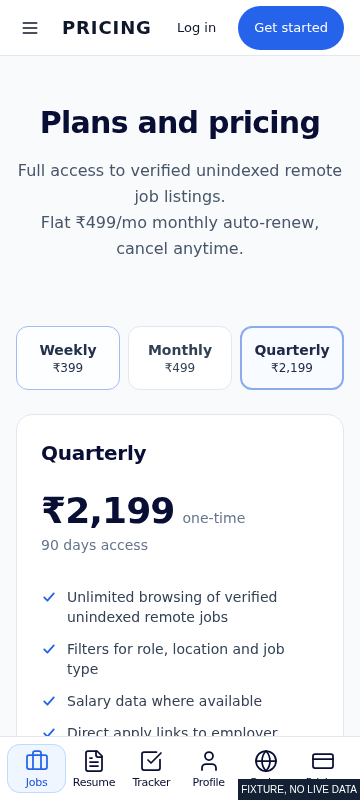 PRICING
Log in
Get started
Plans and pricing
Full access to verified unindexed remote
job listings.
Flat ₹499/mo monthly auto-renew,
cancel anytime.
Weekly
₹399
Monthly
₹499
Quarterly
₹2,199
Quarterly
₹2,199 one-time
90 days access
Unlimited browsing of verified
unindexed remote jobs
Filters for role, location and job
type
Salary data where available
Direct apply links to employer
Jobs
Resume
Tracker
Profile
FIXTURE, NO LIVE DATA